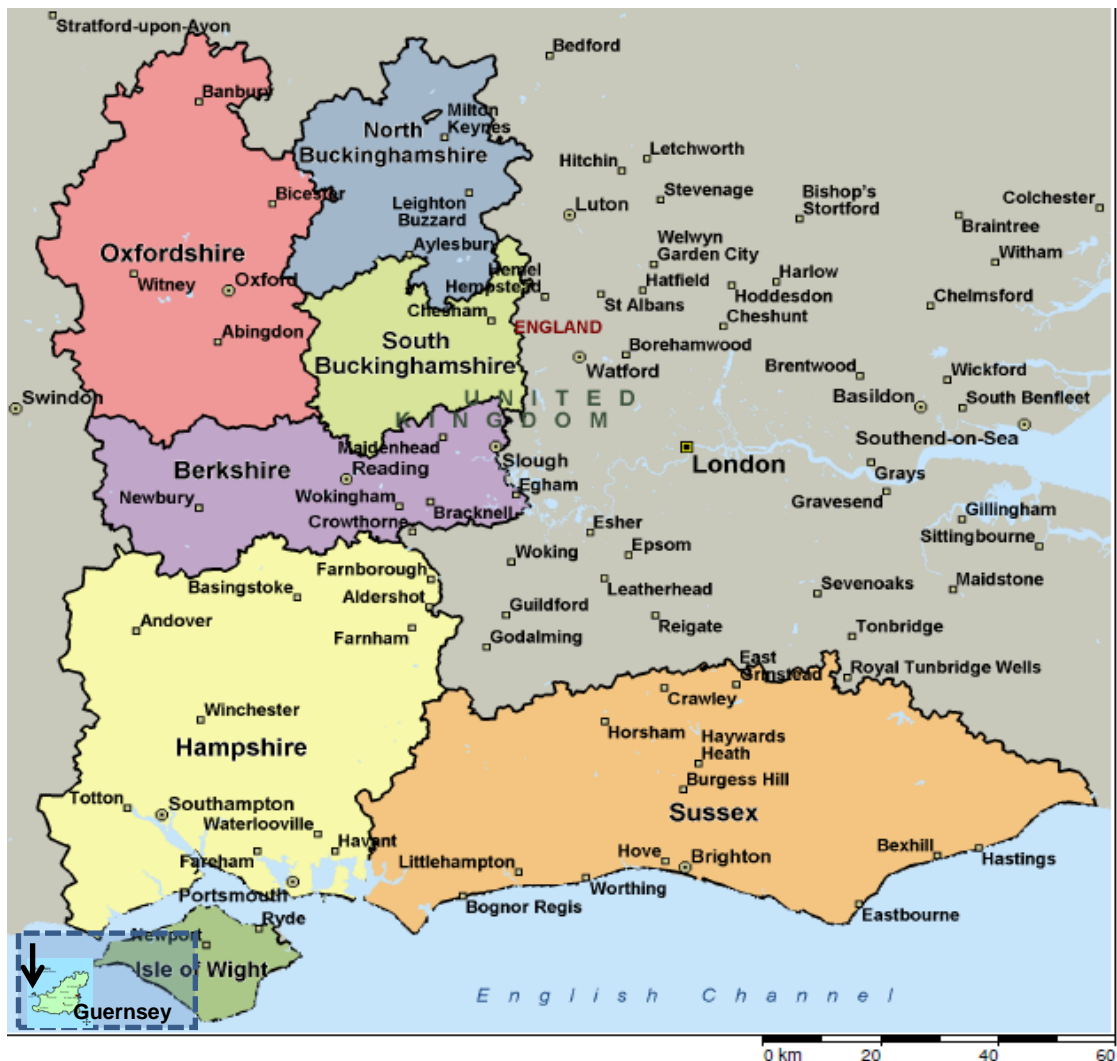 Stratford-upon-Avon
Bedford
Banbury
Milton
Keynes
North
Buckinghamshire
Hitchin
Letchworth
Bicester
Leighton
Buzzard
Stevenage
Luton
Bishop's
Stortford
Colchester
Braintree
Oxfordshire
Aylesbury
Welwyn
Garden City
Witham
Witney
Oxford
Hemel
Hempstead
Hatfield
Harlow
St Albans
Hoddesdon
Chelmsford
Chesham
Cheshunt
ENGLAND
Abingdon
South
Buckinghamshire
Borehamwood
Watford
Brentwood
Wickford
Swindon
UNITED
KINGDOM
Basildon
South Benfleet
Southend-on-Sea
Maidenhead
Berkshire
Reading
Slough
London
Grays
Newbury
Wokingham
Egham
Bracknell
Gravesend
Gillingham
Crowthorne
Esher
Sittingbourne
Epsom
Woking
Farnborough
Basingstoke
Aldershot
Leatherhead
Sevenoaks
Maidstone
Guildford
Andover
Farnham
Godalming
Reigate
Tonbridge
East
Grinstead
Royal Tunbridge Wells
Crawley
Winchester
Horsham
Haywards
Heath
Hampshire
Burgess Hill
Totton
Southampton
Sussex
Waterlooville
Havant
Fareham
Littlehampton
Hove
Brighton
Bexhill
Hastings
Worthing
Portsmouth
Bognor Regis
Eastbourne
Ryde
Newport
Isle of Wight
English Channel
Guernsey
0 km 20 40 60